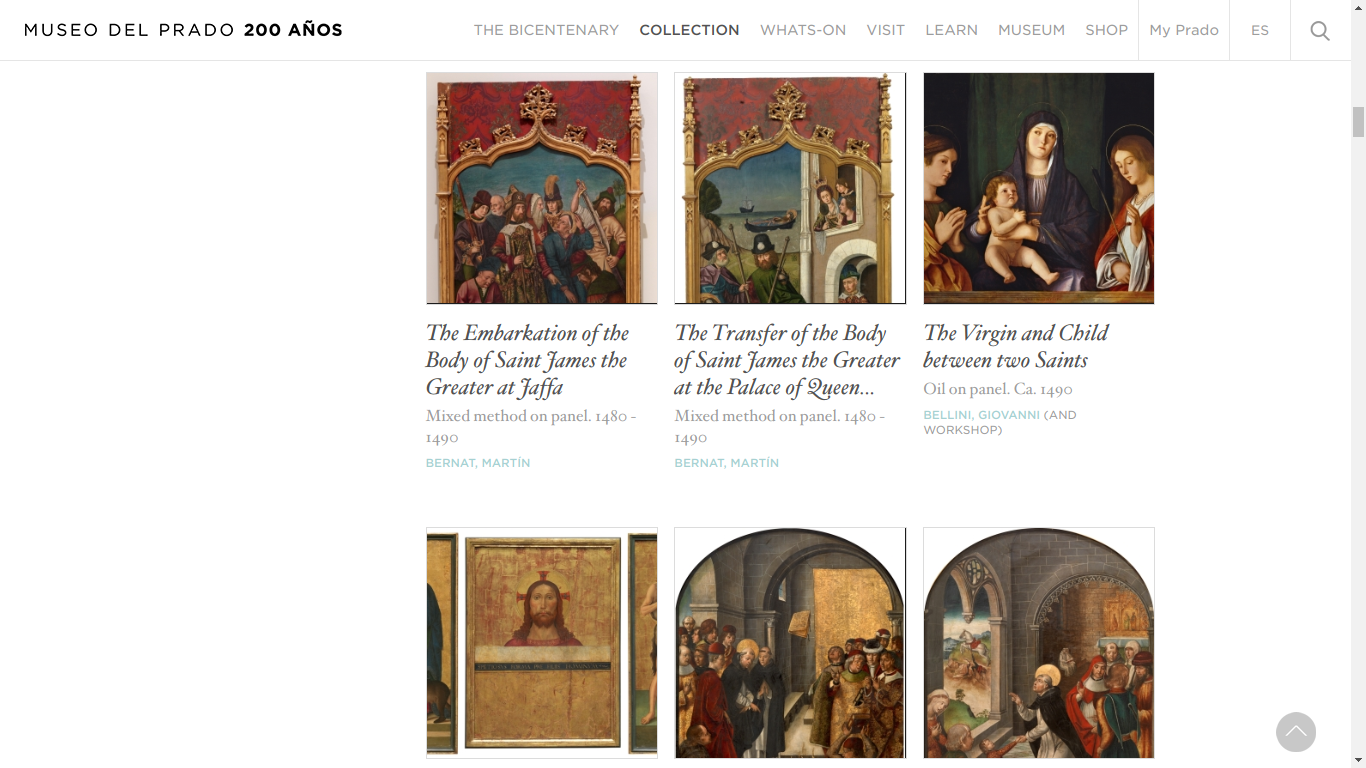 MUSEO DEL PRADO 200 AÑOS
THE BICENTENARY COLLECTION WHATS-ON VISIT LEARN MUSEUM SHOP My Prado ES
The Embarkation of the
Body of Saint James the
Greater at Jaffa
Mixed method on panel. 1480 -
1490
BERNAT, MARTÍN
The Transfer of the Body
of Saint James the Greater
at the Palace of Queen...
Mixed method on panel. 1480 -
1490
BERNAT, MARTÍN
The Virgin and Child
between two Saints
Oil on panel. Ca. 1490
BELLINI, GIOVANNI (AND
WORKSHOP)